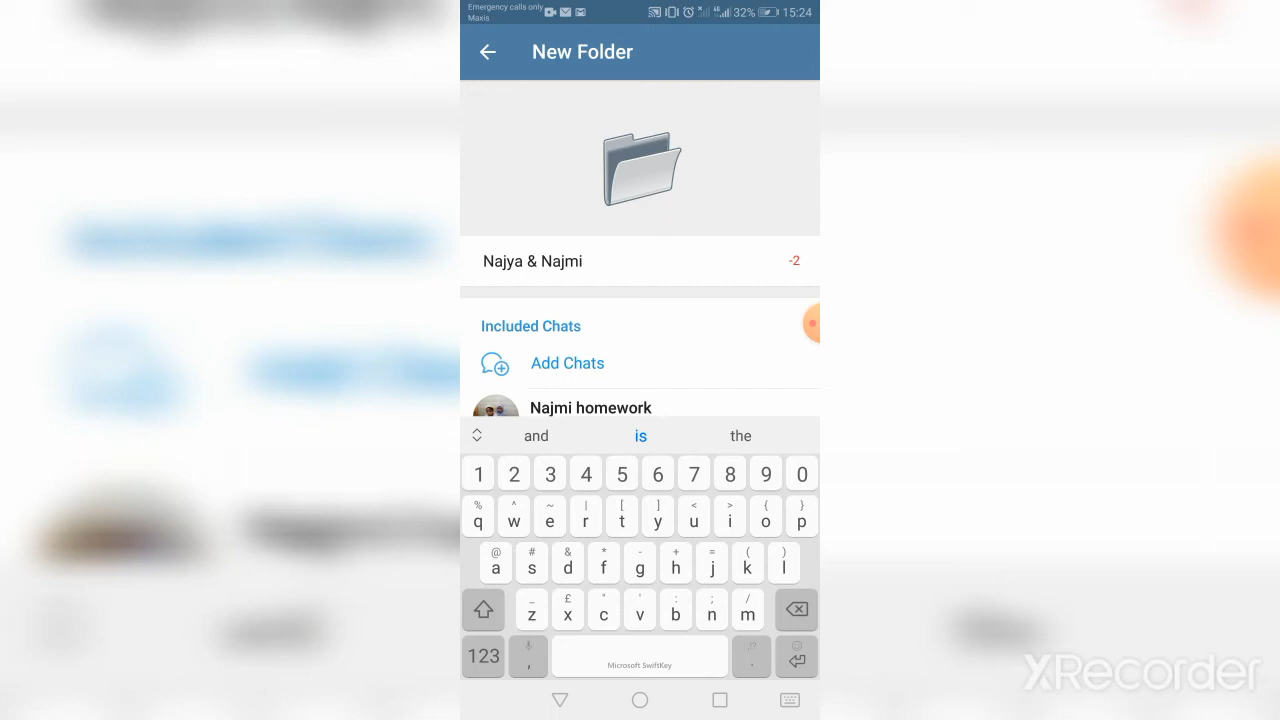 Emergency calls only
Maxis
32% 15:24
New Folder
Najya & Najmi -2
Included Chats
Add Chats
Najmi homework
and is the
1 2 3 4 5 6 7 8 9 0
% ^ ~ | [ ] < > { }
q w e r t y u i o p
@ # & * - + = ( )
a s d f g h j k l
_ £ " ' : ; /
z x c v b n m
123 , Microsoft SwiftKey .
XRecorder